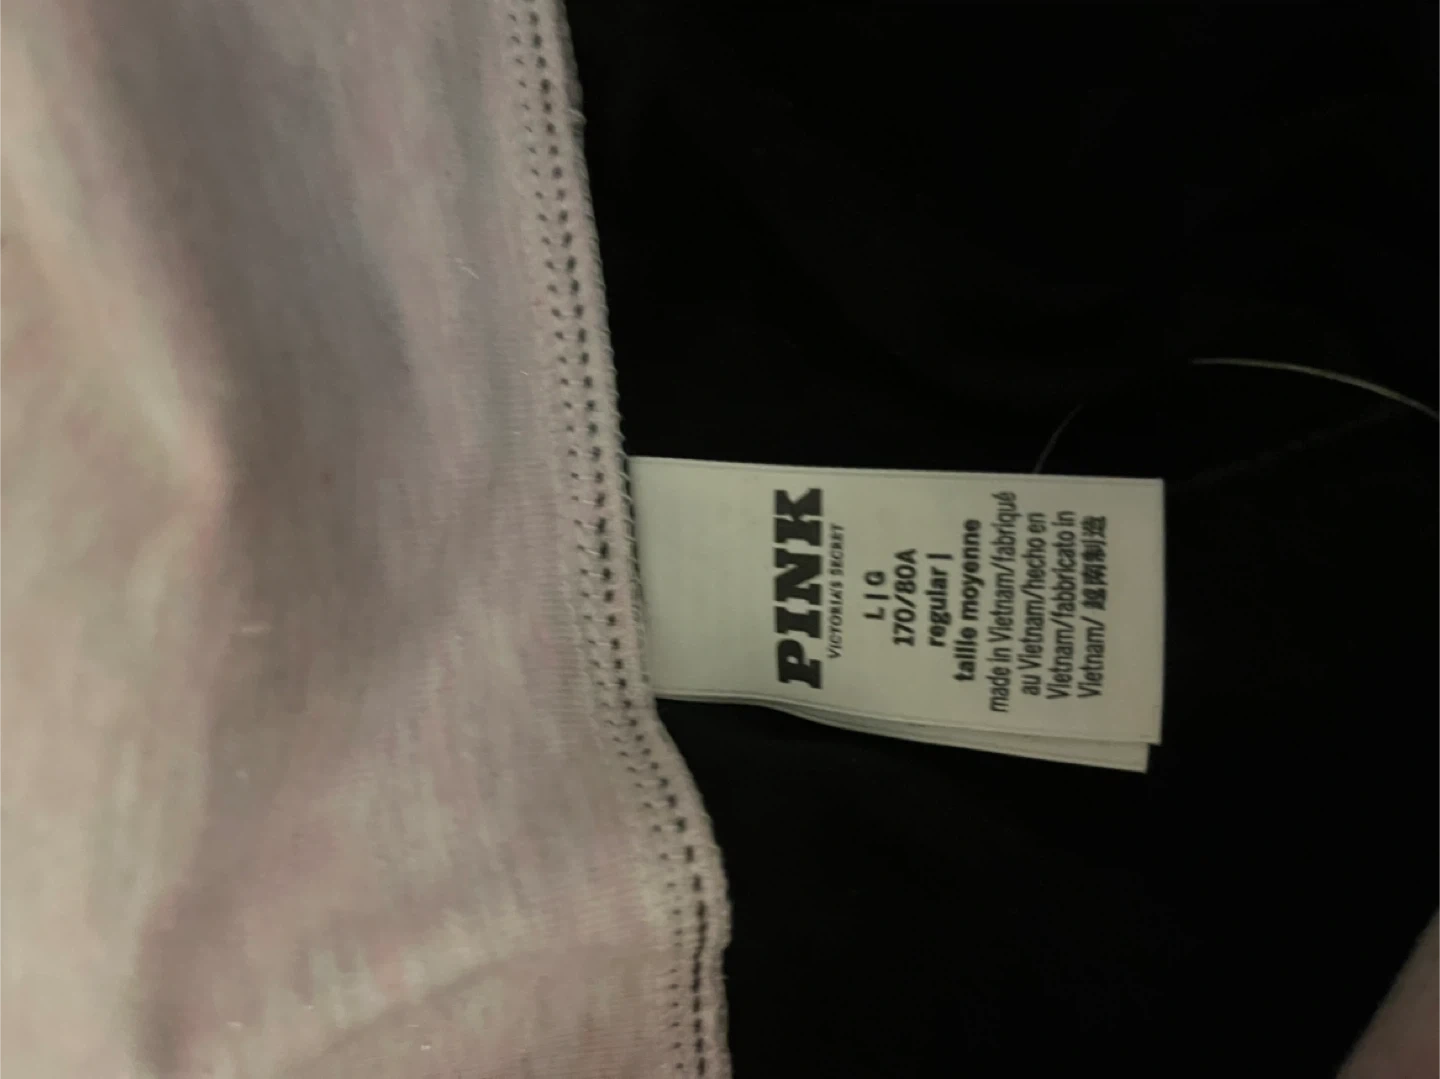 PINK
VICTORIA'S SECRET
L | G
170/80A
regular |
taille moyenne
made in Vietnam/fabriqué
au Vietnam/hecho en
Vietnam/fabbricato in
Vietnam/ 越南制造